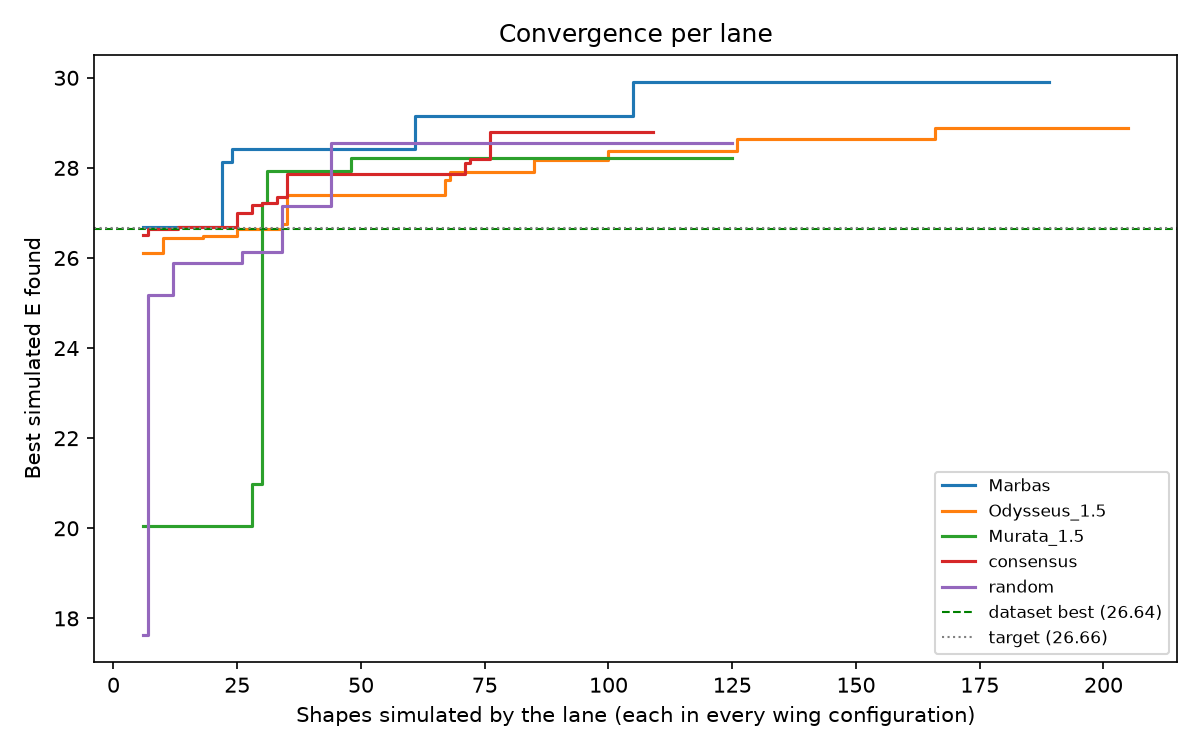 Convergence per lane
30
28
26
24
22
20
18
Best simulated E found
0 25 50 75 100 125 150 175 200
Shapes simulated by the lane (each in every wing configuration)
Marbas
Odysseus_1.5
Murata_1.5
consensus
random
dataset best (26.64)
target (26.66)